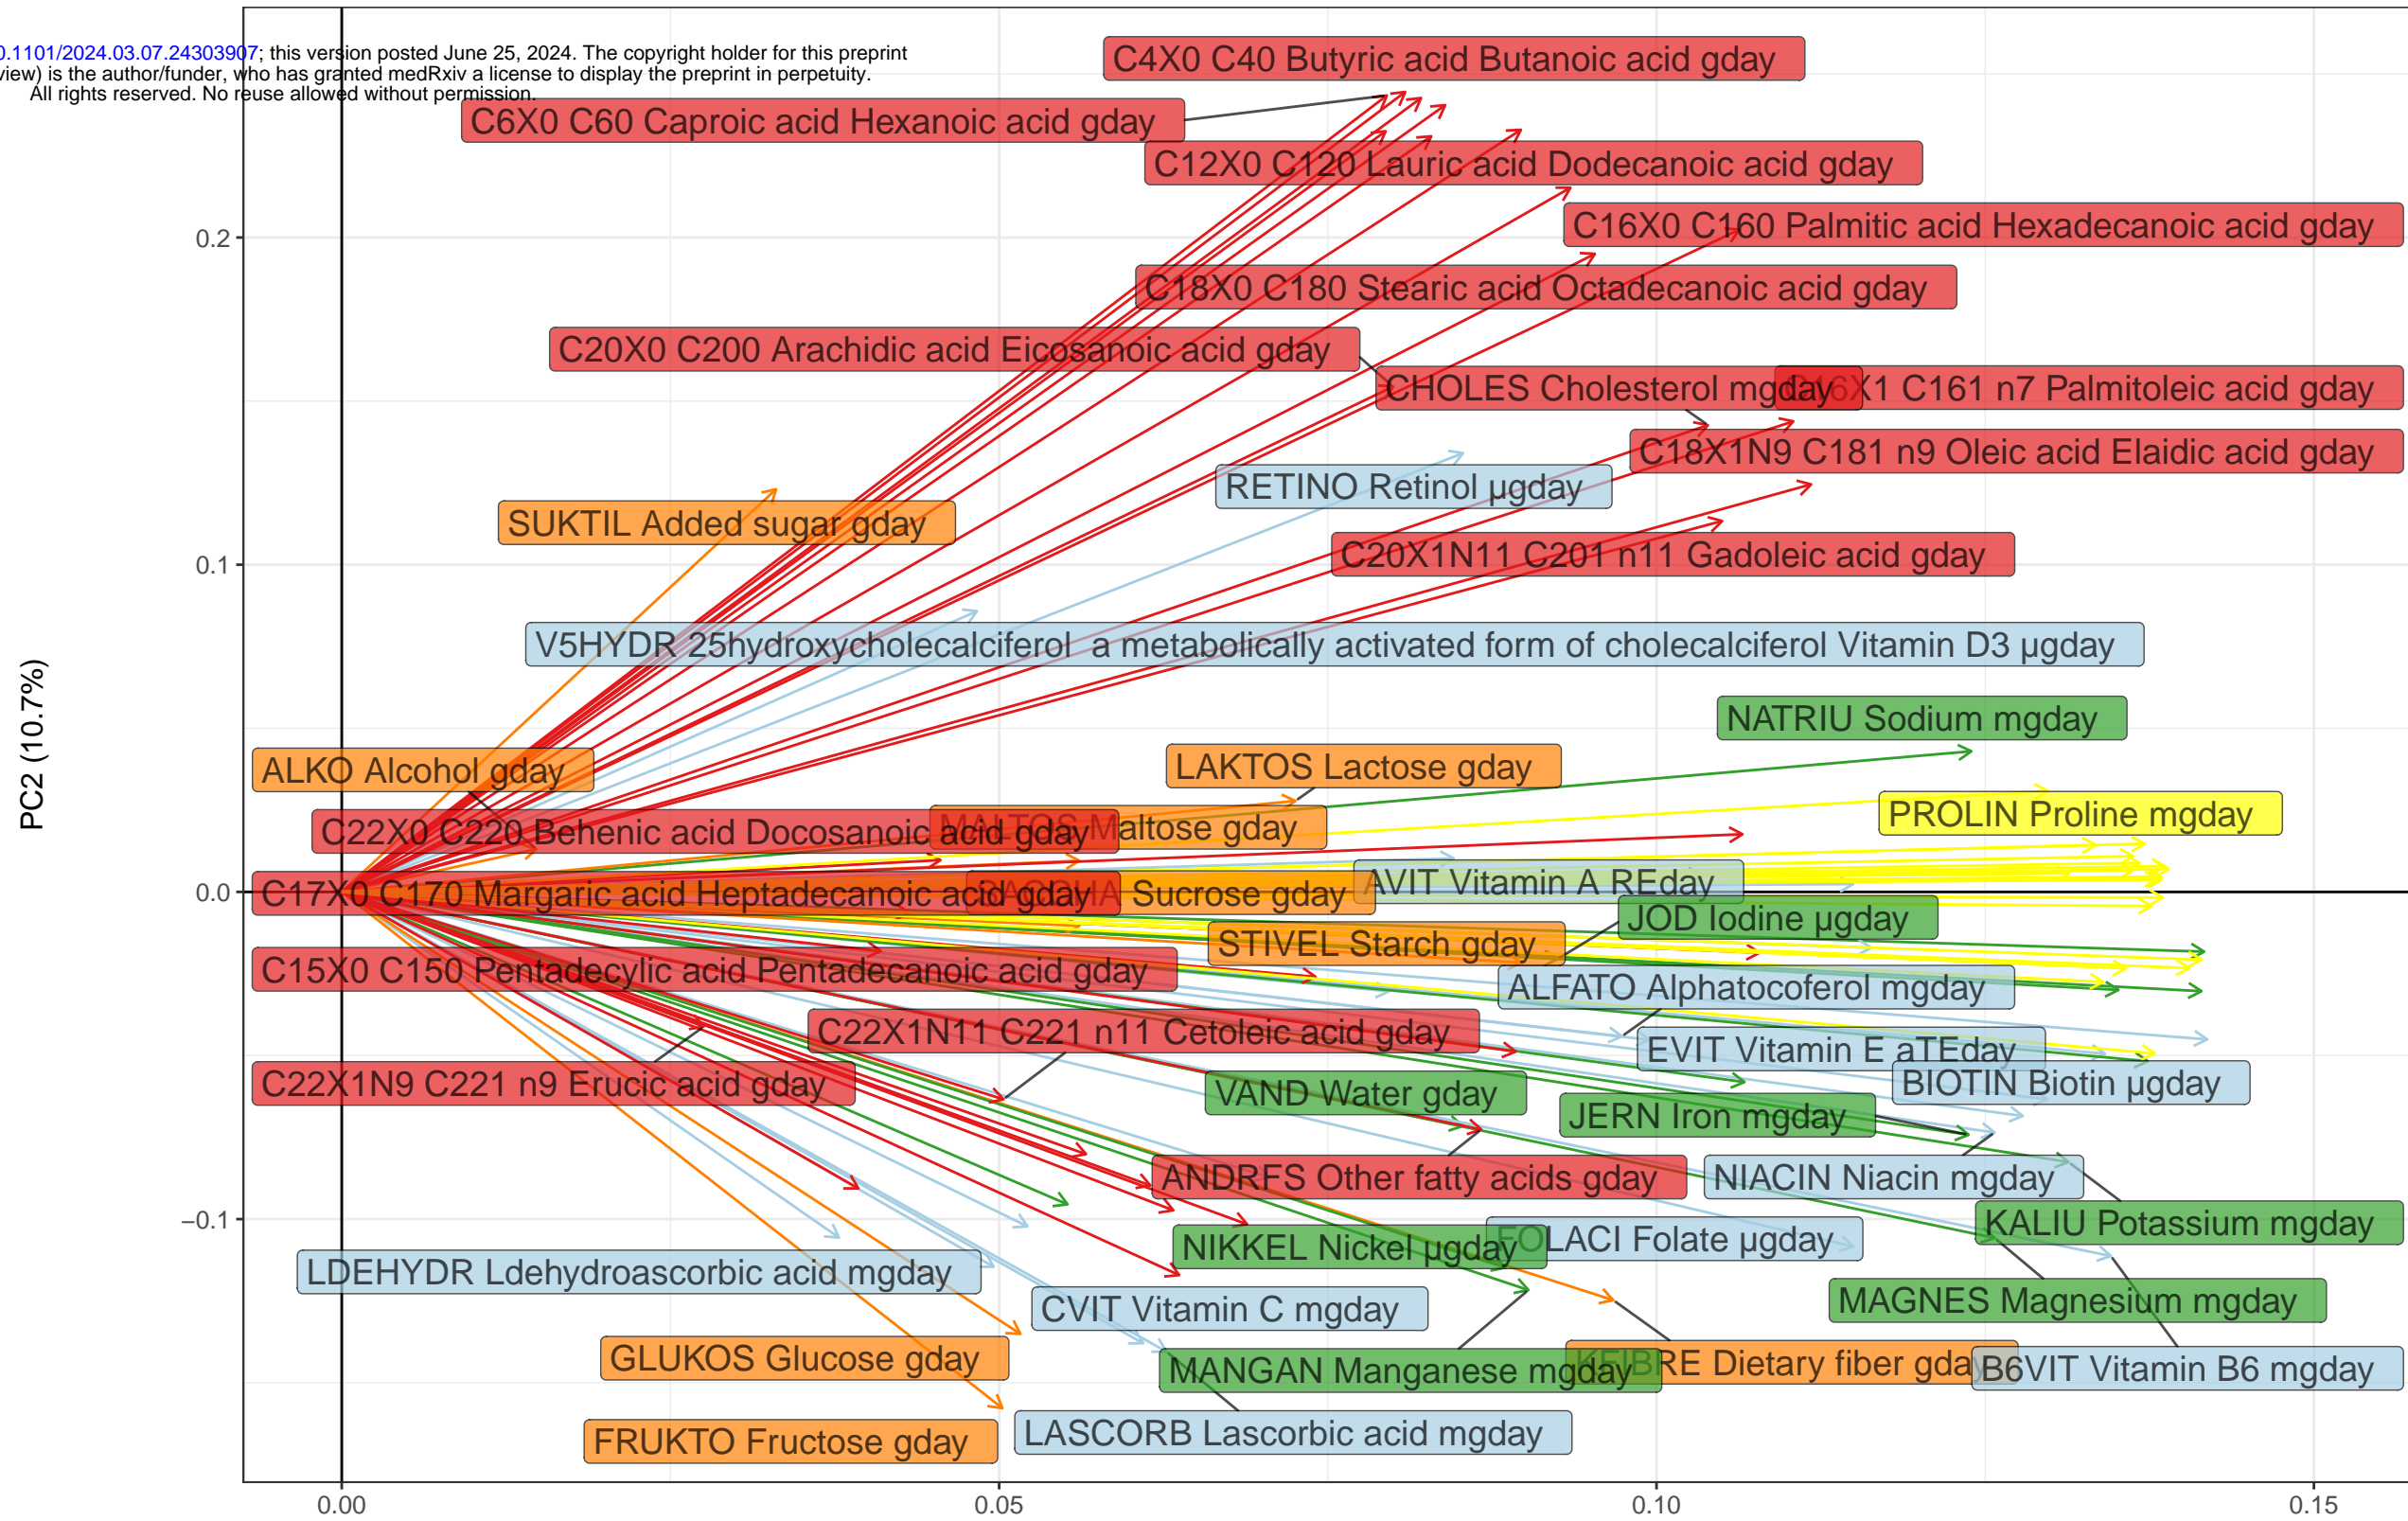 0.1101/2024.03.07.24303907; this version posted June 25, 2024. The copyright holder for this preprint
view) is the author/funder, who has granted medRxiv a license to display the preprint in perpetuity.
All rights reserved. No reuse allowed without permission.
C4X0 C40 Butyric acid Butanoic acid gday
C6X0 C60 Caproic acid Hexanoic acid gday
C12X0 C120 Lauric acid Dodecanoic acid gday
C16X0 C160 Palmitic acid Hexadecanoic acid gday
0.2
C18X0 C180 Stearic acid Octadecanoic acid gday
C20X0 C200 Arachidic acid Eicosanoic acid gday
CHOLES Cholesterol mgday
C16X1 C161 n7 Palmitoleic acid gday
C18X1N9 C181 n9 Oleic acid Elaidic acid gday
RETINO Retinol µgday
SUKTIL Added sugar gday
C20X1N11 C201 n11 Gadoleic acid gday
0.1
V5HYDR 25hydroxycholecalciferol a metabolically activated form of cholecalciferol Vitamin D3 µgday
PC2 (10.7%)
NATRIU Sodium mgday
ALKO Alcohol gday
LAKTOS Lactose gday
PROLIN Proline mgday
C22X0 C220 Behenic acid Docosanoic acid gday
MALTOS Maltose gday
0.0
C17X0 C170 Margaric acid Heptadecanoic acid gday
Sucrose gday
AVIT Vitamin A REday
JOD Iodine µgday
STIVEL Starch gday
C15X0 C150 Pentadecylic acid Pentadecanoic acid gday
ALFATO Alphatocoferol mgday
C22X1N11 C221 n11 Cetoleic acid gday
EVIT Vitamin E aTEday
C22X1N9 C221 n9 Erucic acid gday
BIOTIN Biotin µgday
VAND Water gday
JERN Iron mgday
ANDRFS Other fatty acids gday
NIACIN Niacin mgday
−0.1
KALIU Potassium mgday
NIKKEL Nickel µgday
FOLACI Folate µgday
LDEHYDR Ldehydroascorbic acid mgday
CVIT Vitamin C mgday
MAGNES Magnesium mgday
GLUKOS Glucose gday
MANGAN Manganese mgday
KFIBRE Dietary fiber gday
B6VIT Vitamin B6 mgday
FRUKTO Fructose gday
LASCORB Lascorbic acid mgday
0.00
0.05
0.10
0.15